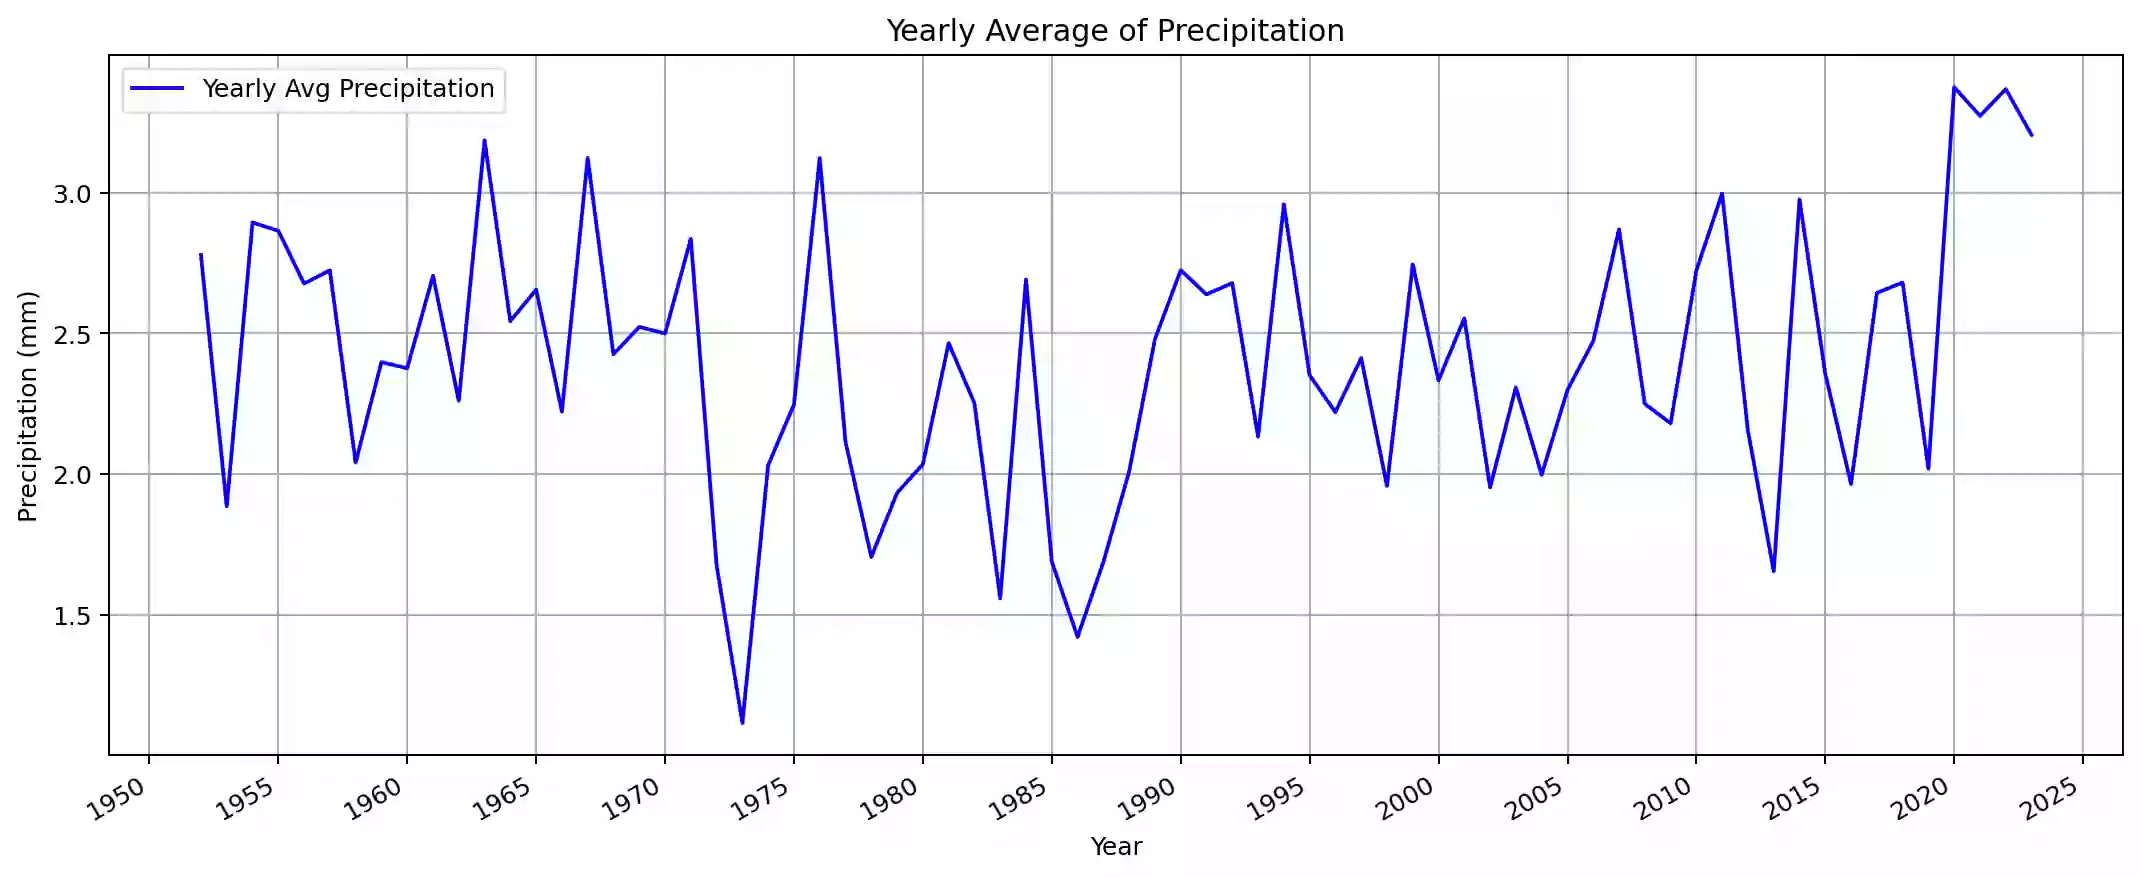 Yearly Average of Precipitation
Yearly Avg Precipitation
Precipitation (mm)
3.0
2.5
2.0
1.5
1950 1955 1960 1965 1970 1975 1980 1985 1990 1995 2000 2005 2010 2015 2020 2025
Year